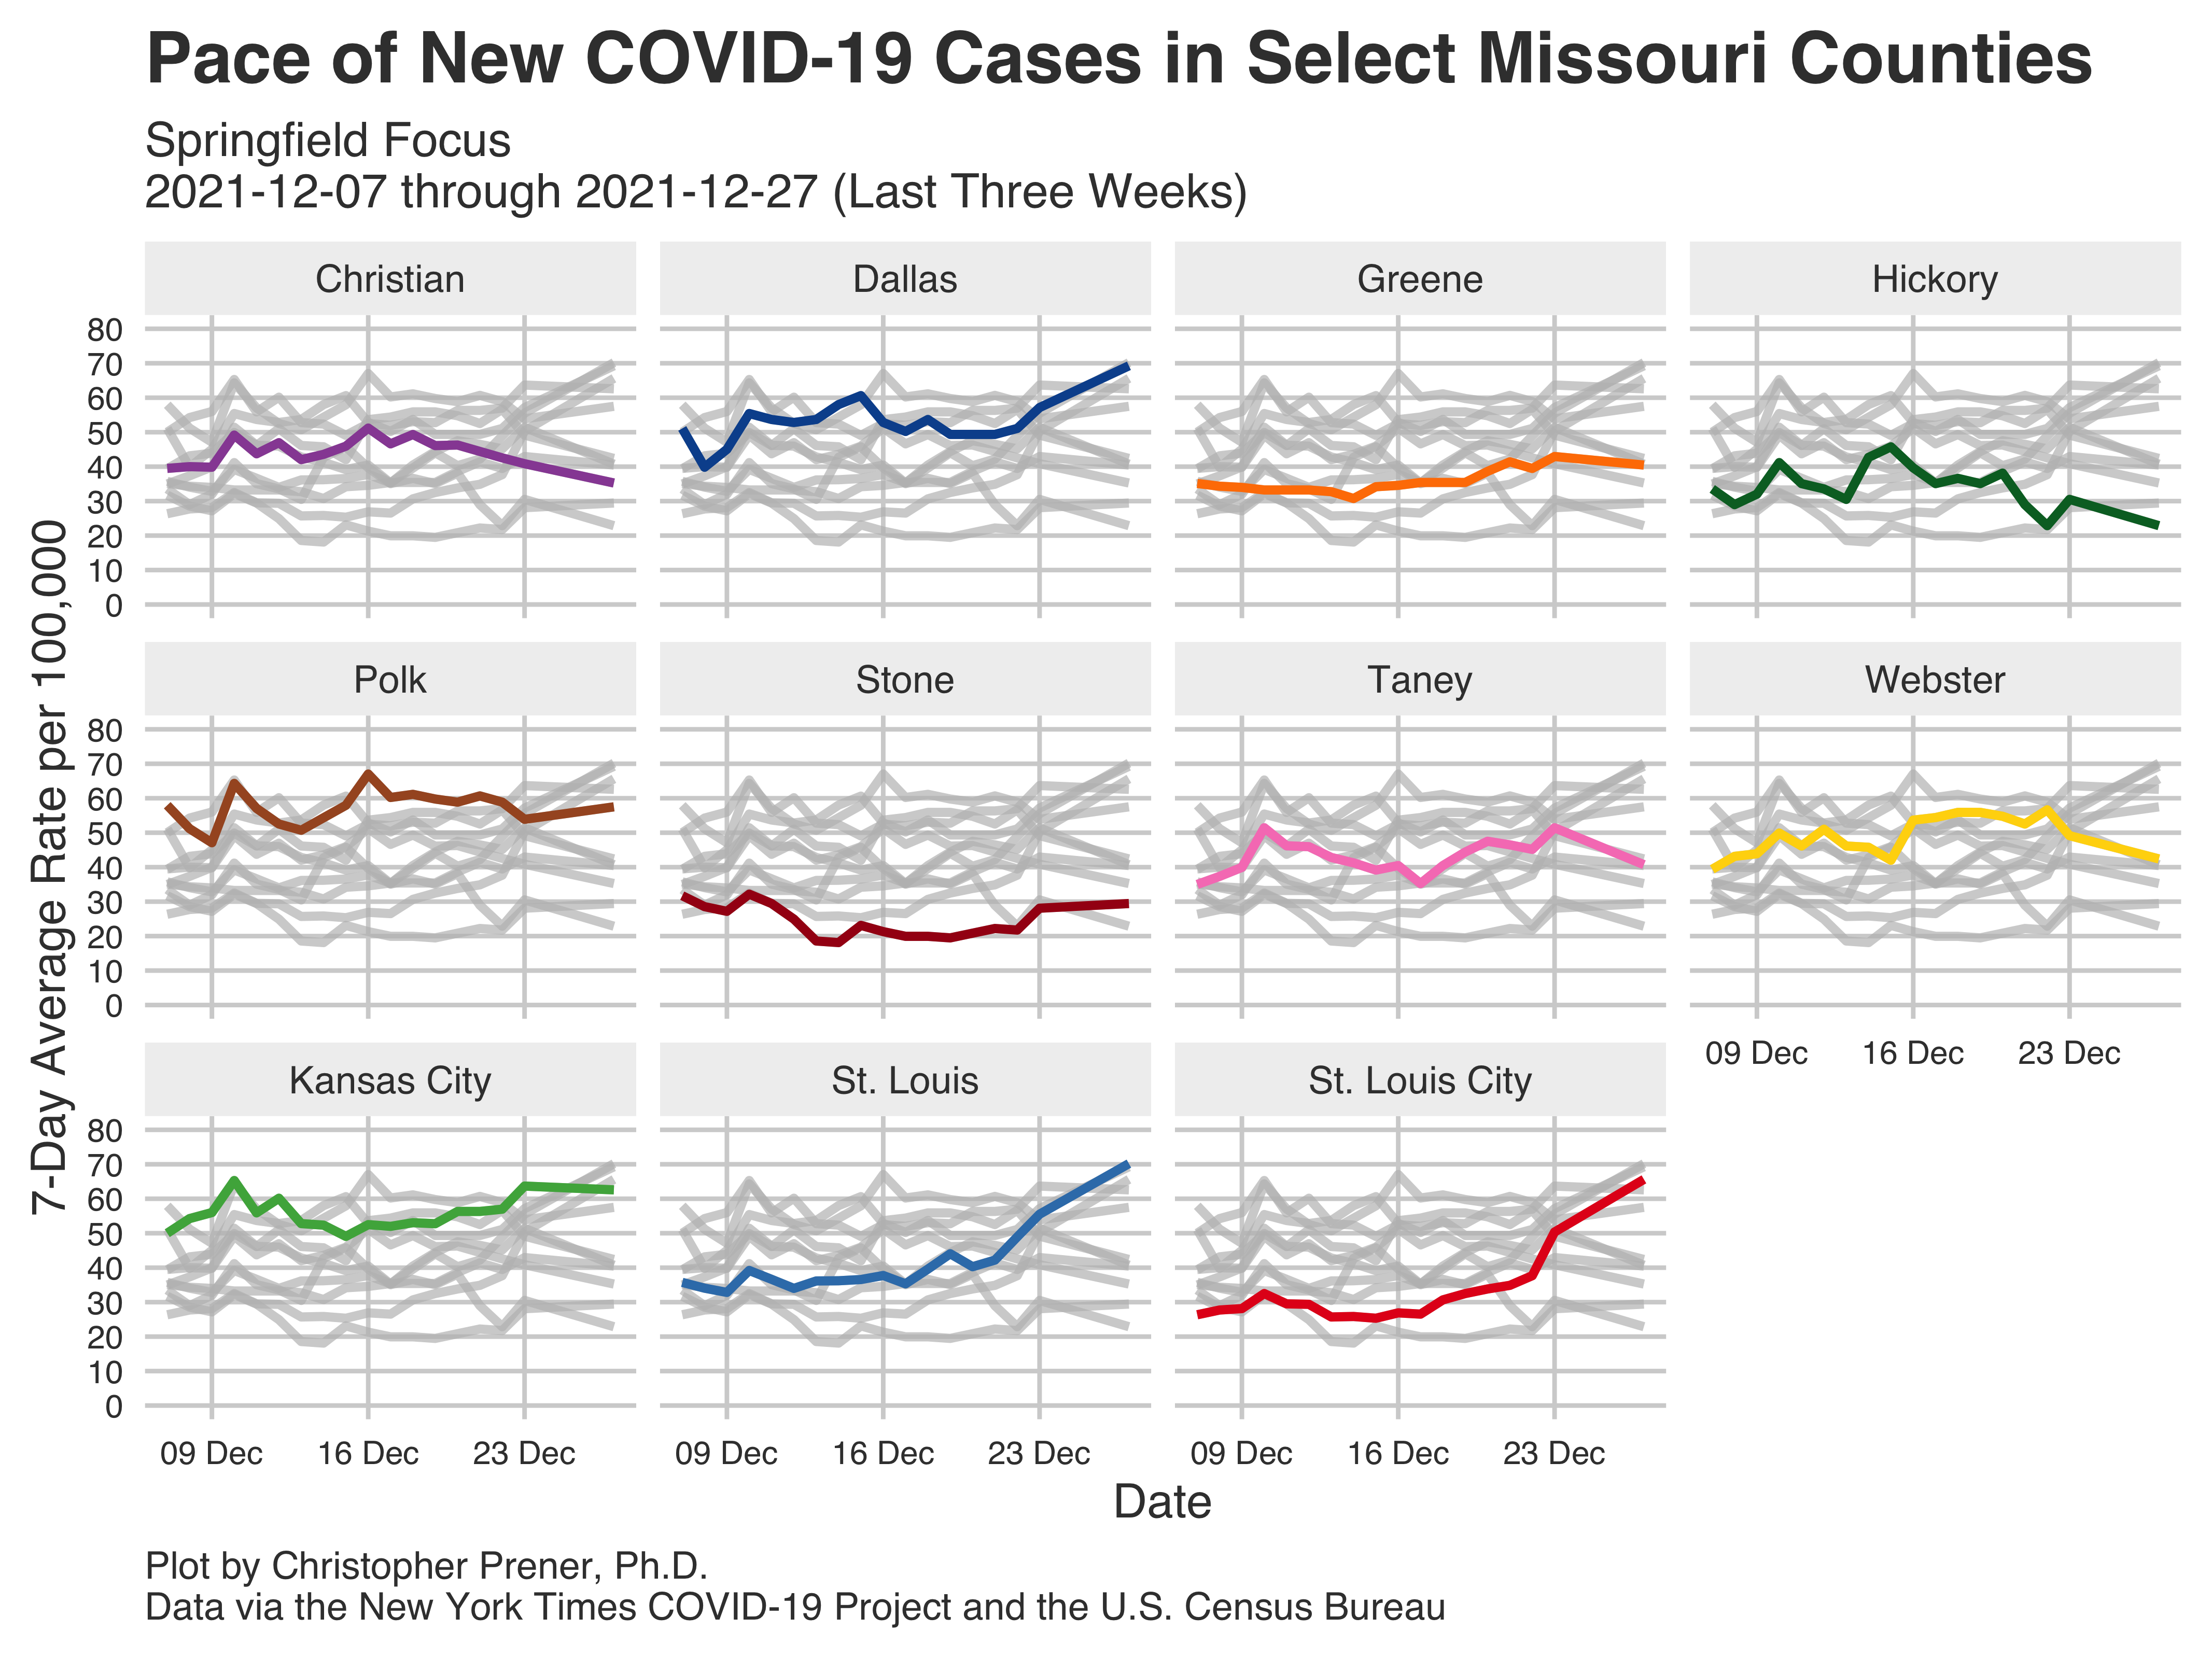 Pace of New COVID-19 Cases in Select Missouri Counties
Springfield Focus
2021-12-07 through 2021-12-27 (Last Three Weeks)
7-Day Average Rate per 100,000
Christian
Dallas
Greene
Hickory
80
70
60
50
40
30
20
10
0
Polk
Stone
Taney
Webster
80
70
60
50
40
30
20
10
0
09 Dec
16 Dec
23 Dec
Kansas City
St. Louis
St. Louis City
80
70
60
50
40
30
20
10
0
09 Dec
16 Dec
23 Dec
09 Dec
16 Dec
23 Dec
09 Dec
16 Dec
23 Dec
Date
Plot by Christopher Prener, Ph.D.
Data via the New York Times COVID-19 Project and the U.S. Census Bureau